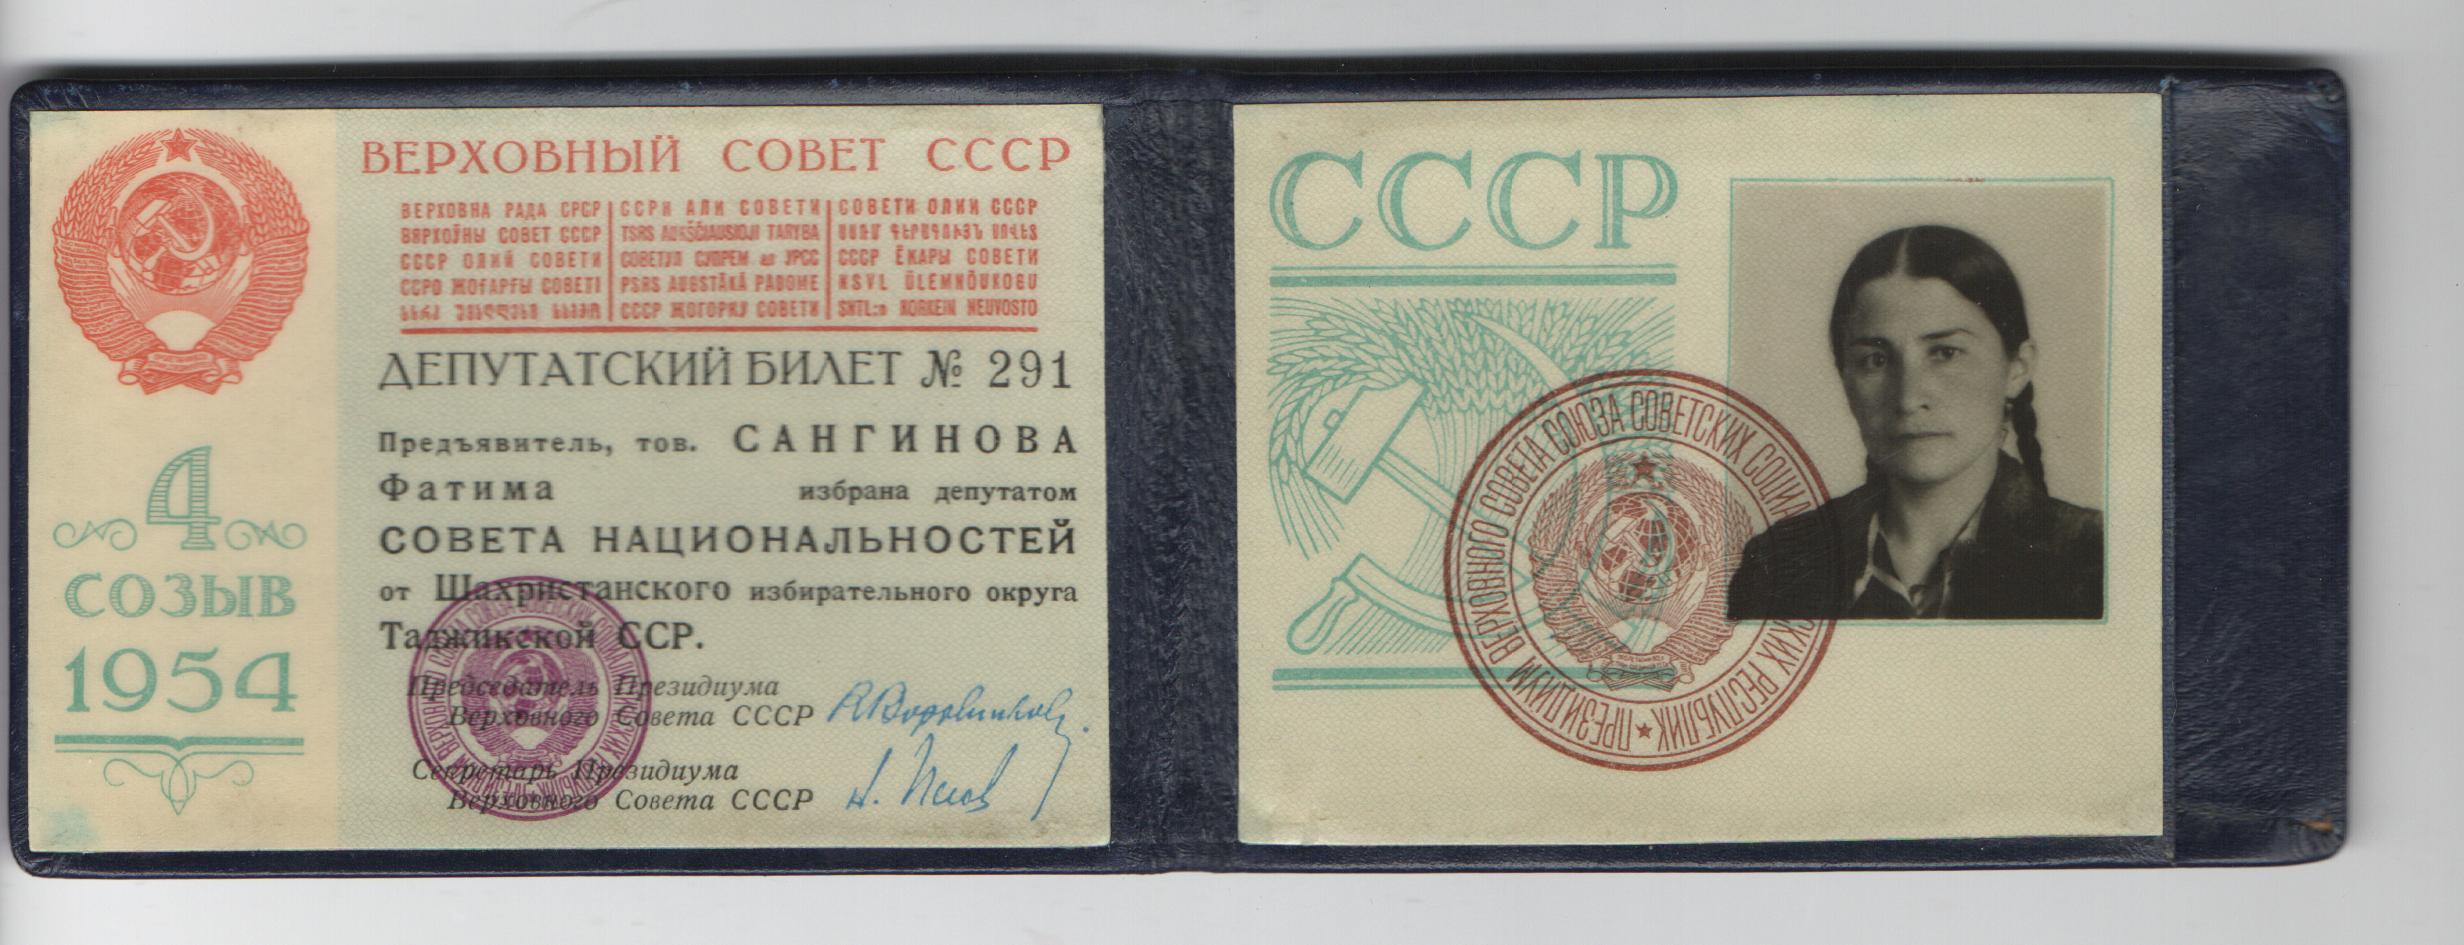 ВЕРХОВНЫЙ СОВЕТ СССР
ВЕРХОВНА РАДА СРСР
ВЯРХОЎНЫ СОВЕТ СССР
СССР ОЛИЙ СОВЕТИ
ССРО ЖОҒАРҒЫ СОВЕТІ
ССРИ АЛИ СОВЕТИ
TSRS AUKŠČIAUSIOJI TARYBA
СОВЕТУЛ СУПРЕМ ал УРСС
PSRS AUGSTĀKĀ PADOME
СССР ЖОГОРКУ СОВЕТИ
СОВЕТИ ОЛИИ СССР
СССР ЁКАРЫ СОВЕТИ
NSVL ÜLEMNÕUKOGU
SNTL:n KORKEIN NEUVOSTO
ДЕПУТАТСКИЙ БИЛЕТ № 291
Предъявитель, тов. САНГИНОВА
Фатима избрана депутатом
СОВЕТА НАЦИОНАЛЬНОСТЕЙ
от Шахристанского избирательного округа
Таджикской ССР.
Председатель Президиума
Верховного Совета СССР
Секретарь Президиума
Верховного Совета СССР
4
СОЗЫВ
1954
СССР
ПРЕЗИДИУМ ВЕРХОВНОГО СОВЕТА СОЮЗА СОВЕТСКИХ СОЦИА СКИХ РЕСПУБЛИК